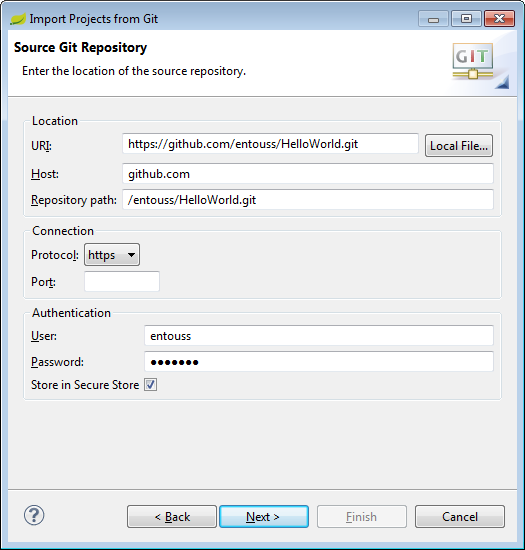 Import Projects from Git
Source Git Repository
Enter the location of the source repository.
GIT
Location
URI: https://github.com/entouss/HelloWorld.git Local File...
Host: github.com
Repository path: /entouss/HelloWorld.git
Connection
Protocol: https
Port:
Authentication
User: entouss
Password: ●●●●●●●
Store in Secure Store
? < Back Next > Finish Cancel